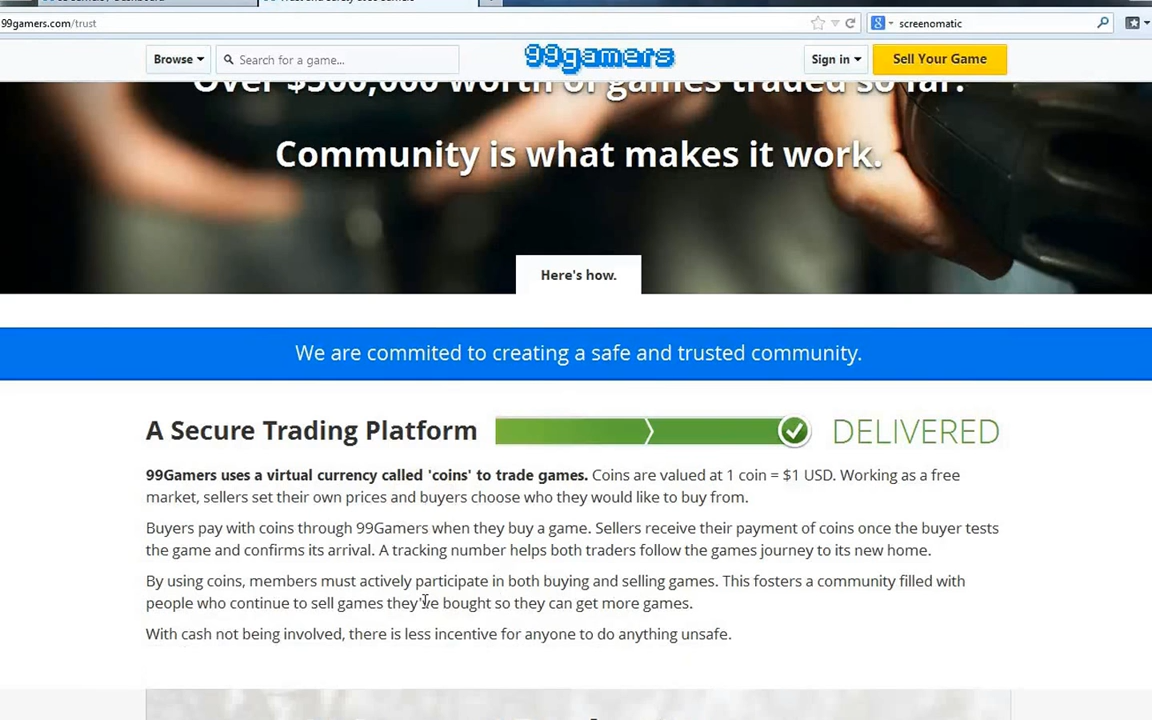 99gamers.com/trust
screenomatic
Browse
Search for a game...
99gamers
Sign in
Sell Your Game
Over $500,000 worth of games traded so far.
Community is what makes it work.
Here's how.
We are commited to creating a safe and trusted community.
A Secure Trading Platform
DELIVERED
99Gamers uses a virtual currency called 'coins' to trade games. Coins are valued at 1 coin = $1 USD. Working as a free
market, sellers set their own prices and buyers choose who they would like to buy from.
Buyers pay with coins through 99Gamers when they buy a game. Sellers receive their payment of coins once the buyer tests
the game and confirms its arrival. A tracking number helps both traders follow the games journey to its new home.
By using coins, members must actively participate in both buying and selling games. This fosters a community filled with
people who continue to sell games they've bought so they can get more games.
With cash not being involved, there is less incentive for anyone to do anything unsafe.